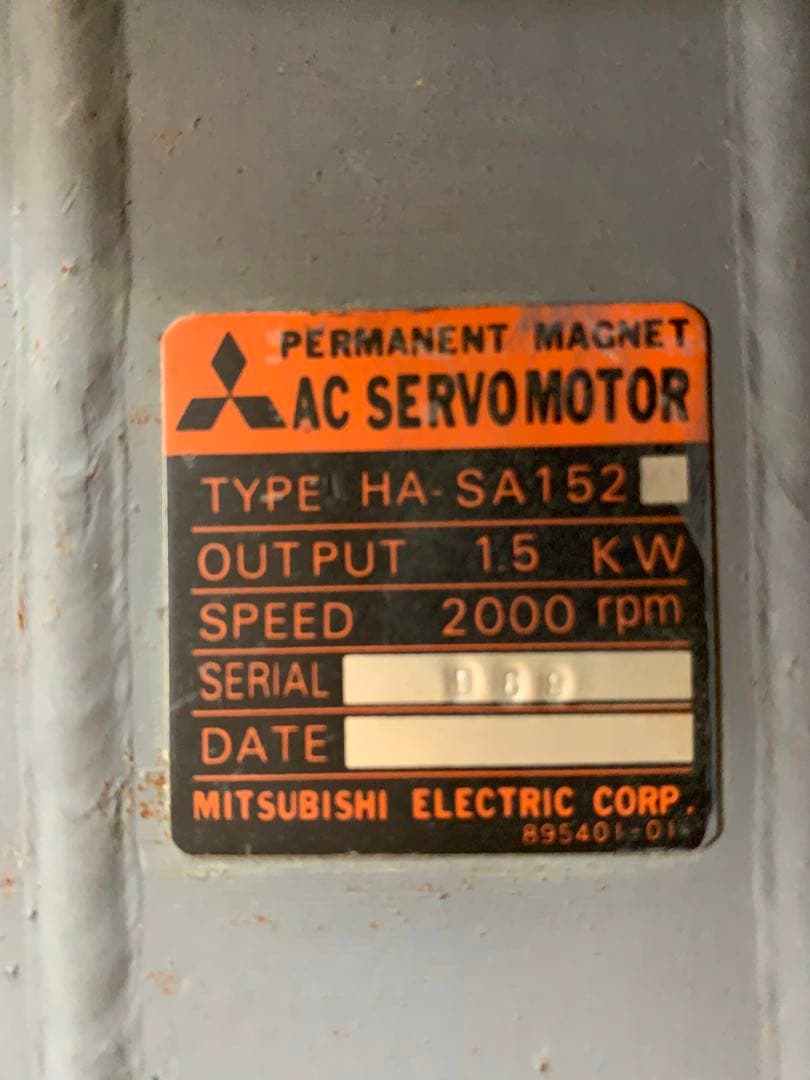 PERMANENT MAGNET
AC SERVOMOTOR
TYPE HA-SA152
OUTPUT 1.5 KW
SPEED 2000 rpm
SERIAL D89
DATE
MITSUBISHI ELECTRIC CORP.
895401-01